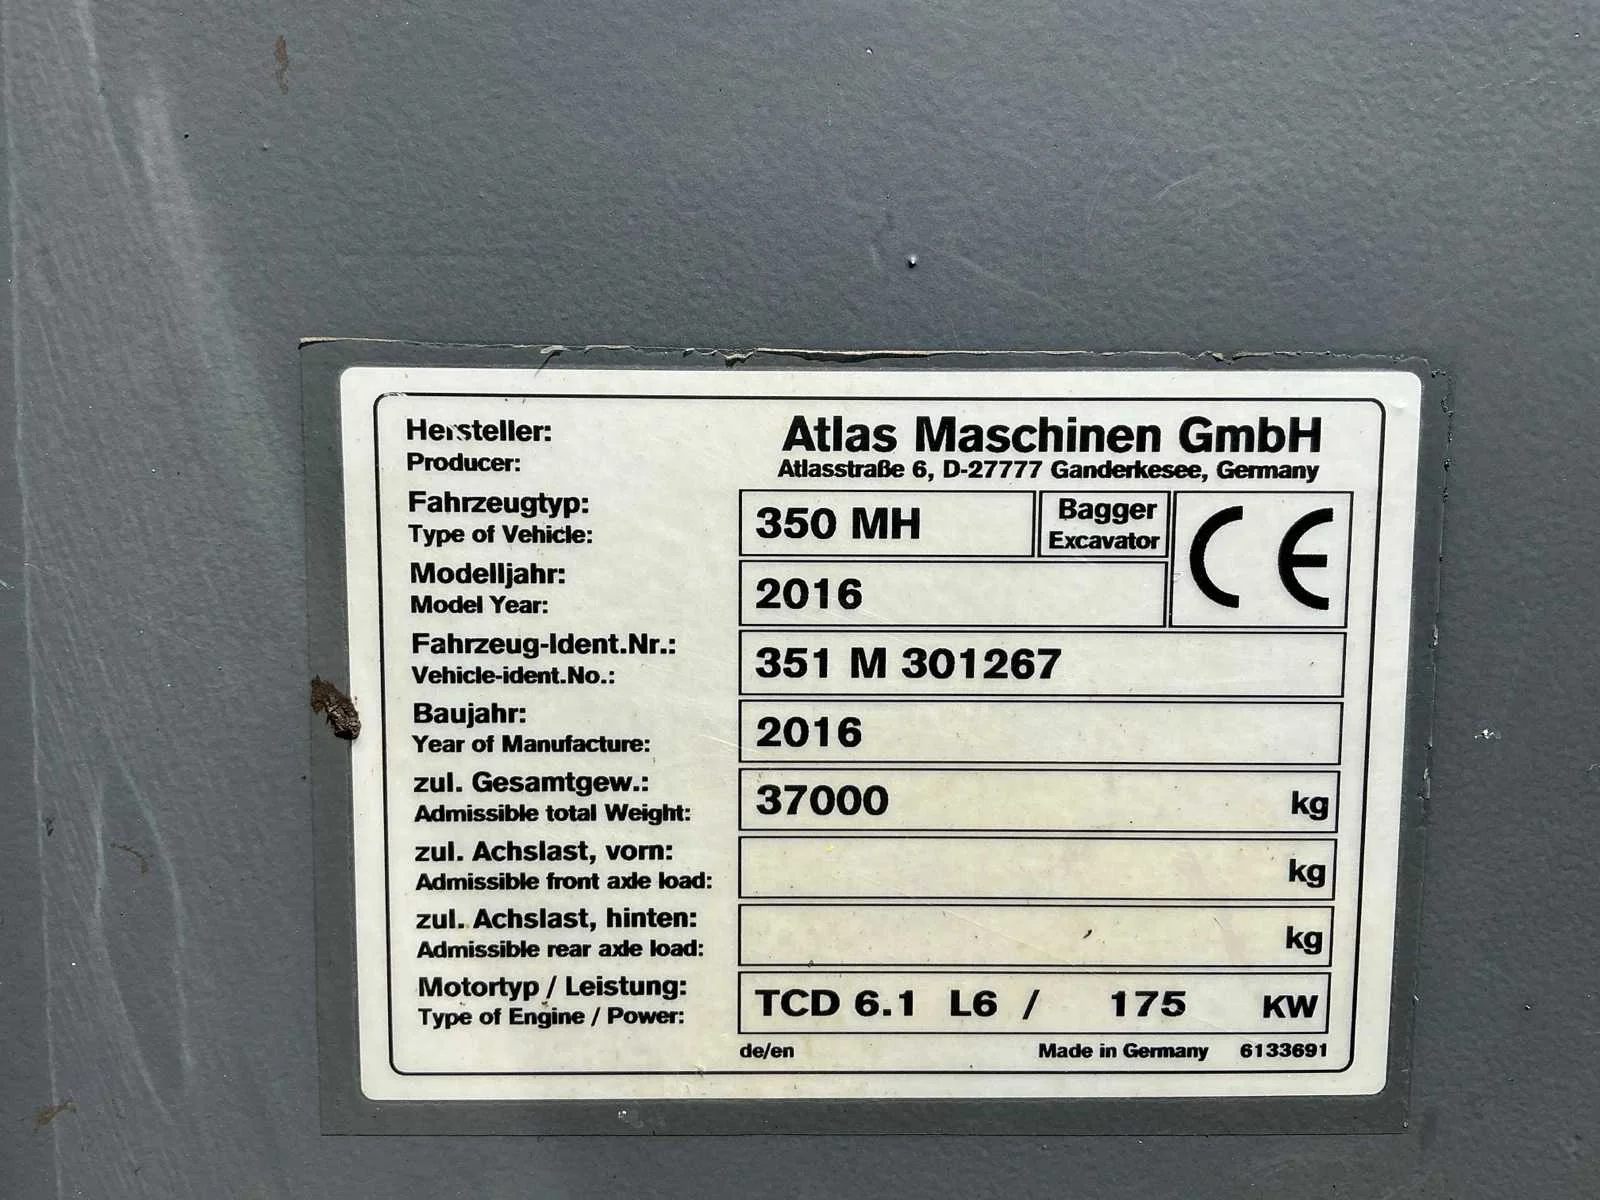 Hersteller: Atlas Maschinen GmbH
Producer: Atlasstraße 6, D-27777 Ganderkesee, Germany
Fahrzeugtyp:
Type of Vehicle:
350 MH
Bagger
Excavator
CE
Modelljahr:
Model Year:
2016
Fahrzeug-Ident.Nr.:
Vehicle-ident.No.:
351 M 301267
Baujahr:
Year of Manufacture:
2016
zul. Gesamtgew.:
Admissible total Weight:
37000 kg
zul. Achslast, vorn:
Admissible front axle load:
kg
zul. Achslast, hinten:
Admissible rear axle load:
kg
Motortyp / Leistung:
Type of Engine / Power:
TCD 6.1 L6 / 175 KW
de/en Made in Germany 6133691